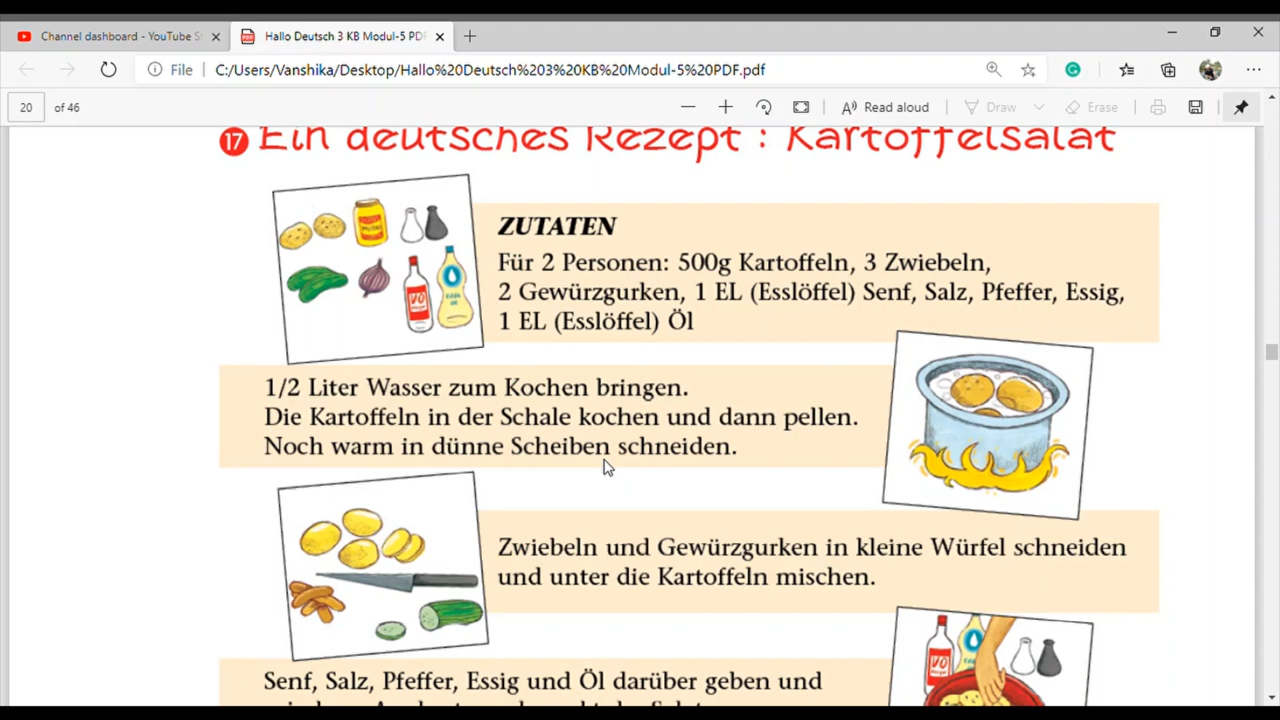 Channel dashboard - YouTube S
Hallo Deutsch 3 KB Modul-5 PDF
File
C:/Users/Vanshika/Desktop/Hallo%20Deutsch%203%20KB%20Modul-5%20PDF.pdf
20 of 46
Read aloud
Draw
Erase
17 Ein deutsches Rezept : Kartoffelsalat
ZUTATEN
Für 2 Personen: 500g Kartoffeln, 3 Zwiebeln,
2 Gewürzgurken, 1 EL (Esslöffel) Senf, Salz, Pfeffer, Essig,
1 EL (Esslöffel) Öl
1/2 Liter Wasser zum Kochen bringen.
Die Kartoffeln in der Schale kochen und dann pellen.
Noch warm in dünne Scheiben schneiden.
Zwiebeln und Gewürzgurken in kleine Würfel schneiden
und unter die Kartoffeln mischen.
Senf, Salz, Pfeffer, Essig und Öl darüber geben und